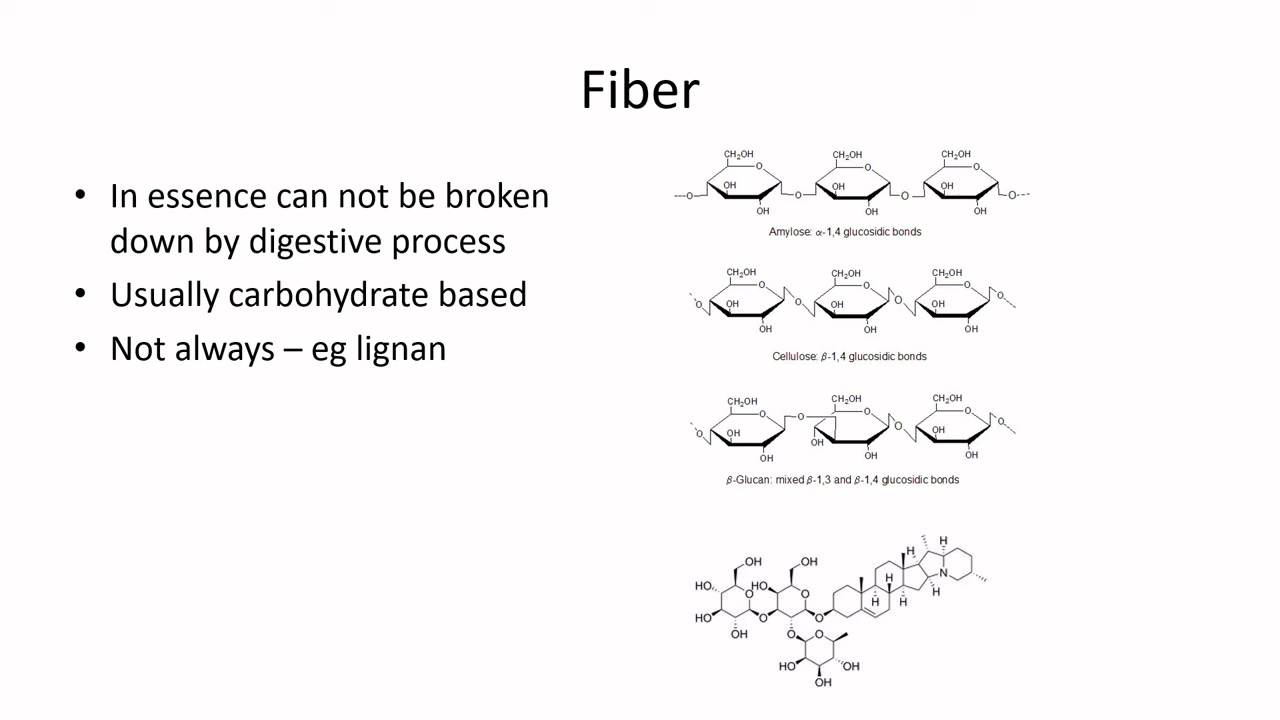 Fiber
• In essence can not be broken
down by digestive process
• Usually carbohydrate based
• Not always – eg lignan
CH₂OH CH₂OH CH₂OH
O O O
OH OH OH
O O O O
OH OH OH
Amylose: α-1,4 glucosidic bonds
CH₂OH CH₂OH CH₂OH
O O O O
O OH O OH O OH
OH OH OH
Cellulose: β-1,4 glucosidic bonds
CH₂OH CH₂OH CH₂OH
O O O O O
O OH O OH
OH
OH OH OH
β-Glucan: mixed β-1,3 and β-1,4 glucosidic bonds
H H
OH OH
H N
HO O HO O H H H
HO O O
OH O O
HO OH
OH